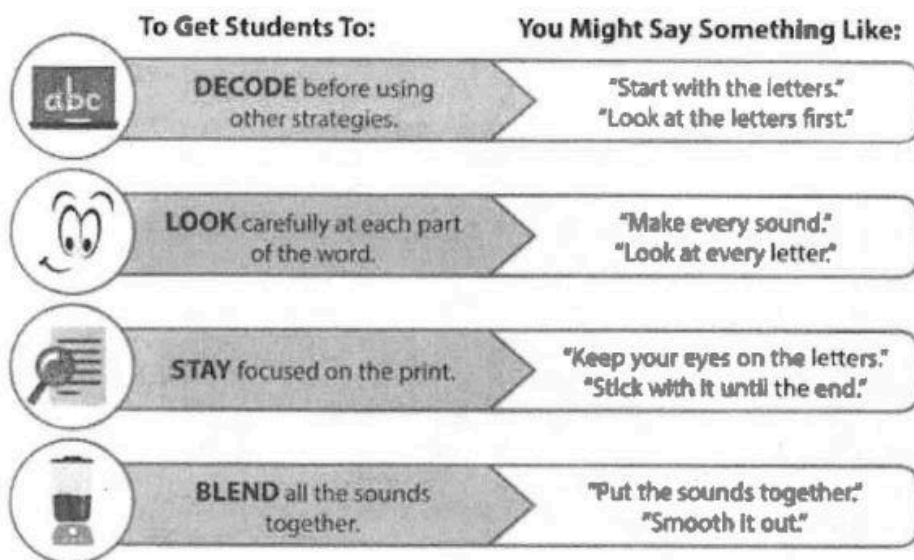 To Get Students To:
You Might Say Something Like:
abc
DECODE before using
other strategies.
"Start with the letters."
"Look at the letters first."
LOOK carefully at each part
of the word.
"Make every sound."
"Look at every letter."
STAY focused on the print.
"Keep your eyes on the letters."
"Stick with it until the end."
BLEND all the sounds
together.
"Put the sounds together."
"Smooth it out."